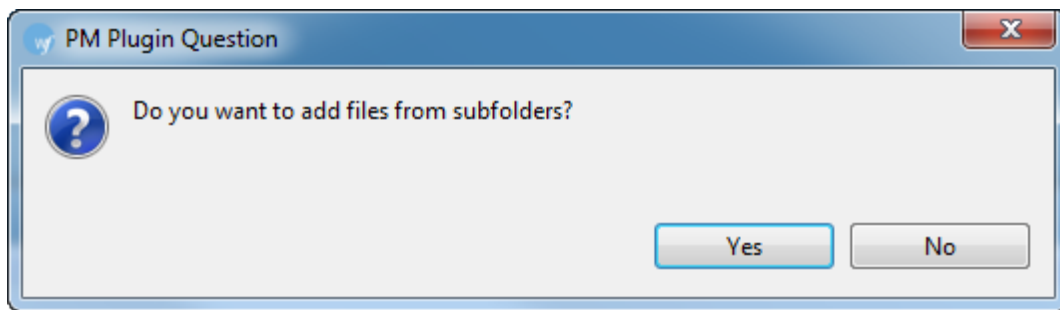 PM Plugin Question
Do you want to add files from subfolders?
Yes
No